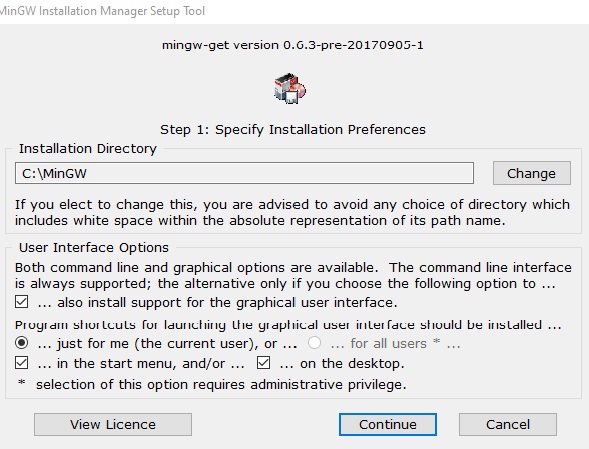 MinGW Installation Manager Setup Tool
mingw-get version 0.6.3-pre-20170905-1
Step 1: Specify Installation Preferences
Installation Directory
C:\MinGW
Change
If you elect to change this, you are advised to avoid any choice of directory which
includes white space within the absolute representation of its path name.
User Interface Options
Both command line and graphical options are available. The command line interface
is always supported; the alternative only if you choose the following option to ...
... also install support for the graphical user interface.
Program shortcuts for launching the graphical user interface should be installed ...
... just for me (the current user), or ... ... for all users * ...
... in the start menu, and/or ... ... on the desktop.
* selection of this option requires administrative privilege.
View Licence Continue Cancel